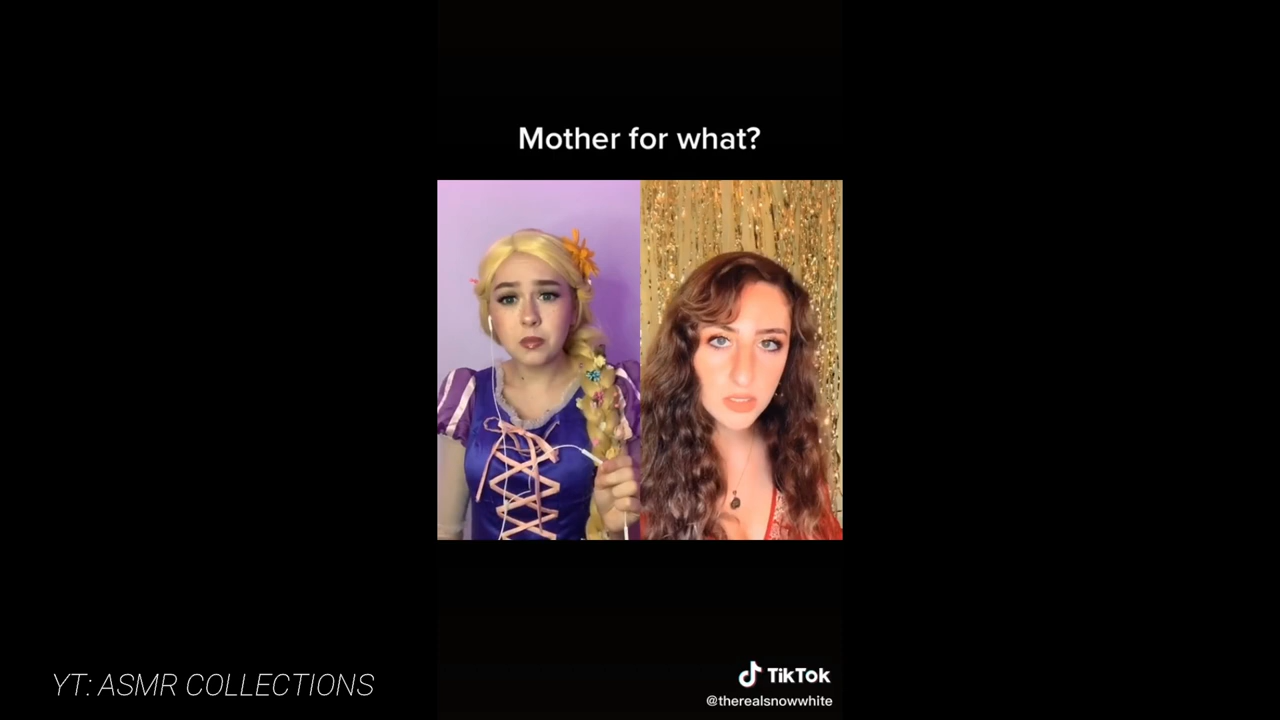 Mother for what?
YT: ASMR COLLECTIONS
TikTok
@therealsnowwhite